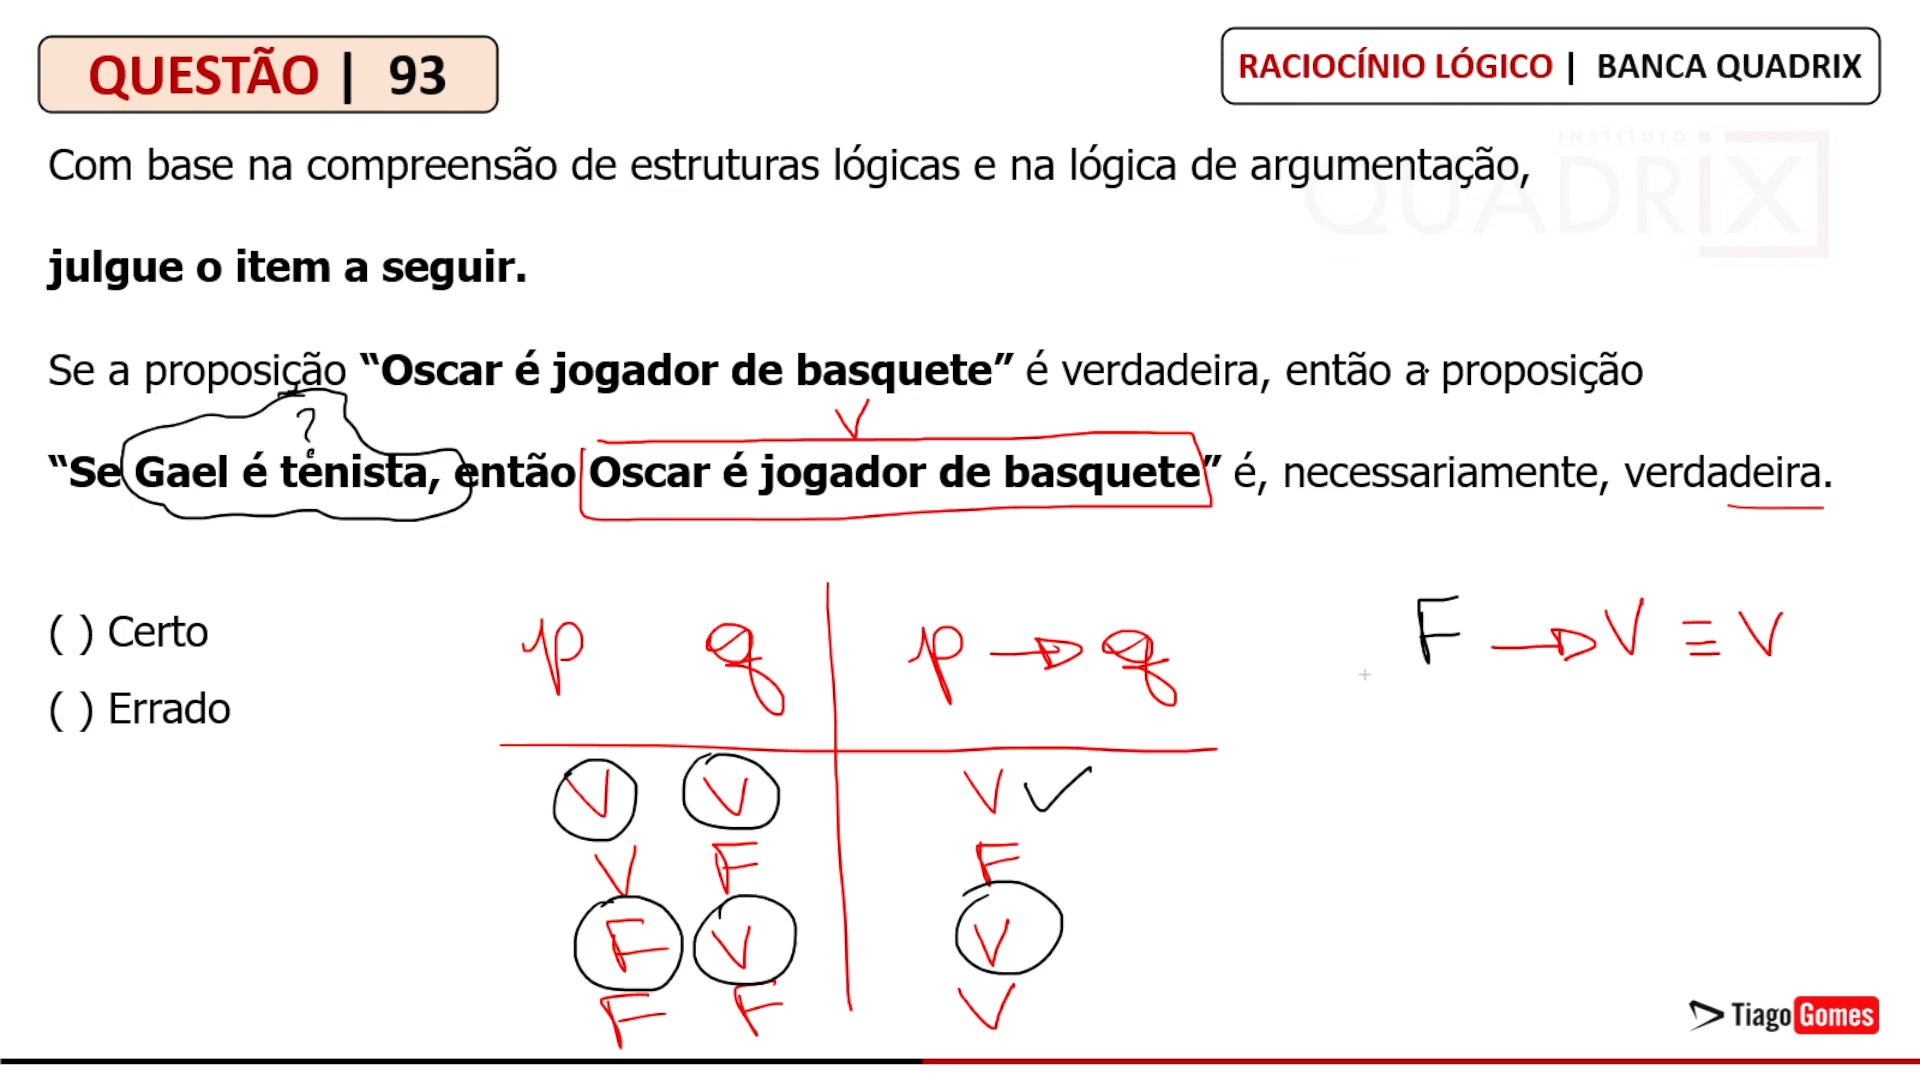 QUESTÃO | 93
RACIOCÍNIO LÓGICO | BANCA QUADRIX
INSTITUTO
QUADRIX
Com base na compreensão de estruturas lógicas e na lógica de argumentação,
julgue o item a seguir.
Se a proposição “Oscar é jogador de basquete” é verdadeira, então a proposição
? V
“Se Gael é tenista, então Oscar é jogador de basquete” é, necessariamente, verdadeira.
( ) Certo
( ) Errado
p q p → q
F → V ≡ V
V V V ✓
V F F
F V V
F F V
Tiago Gomes